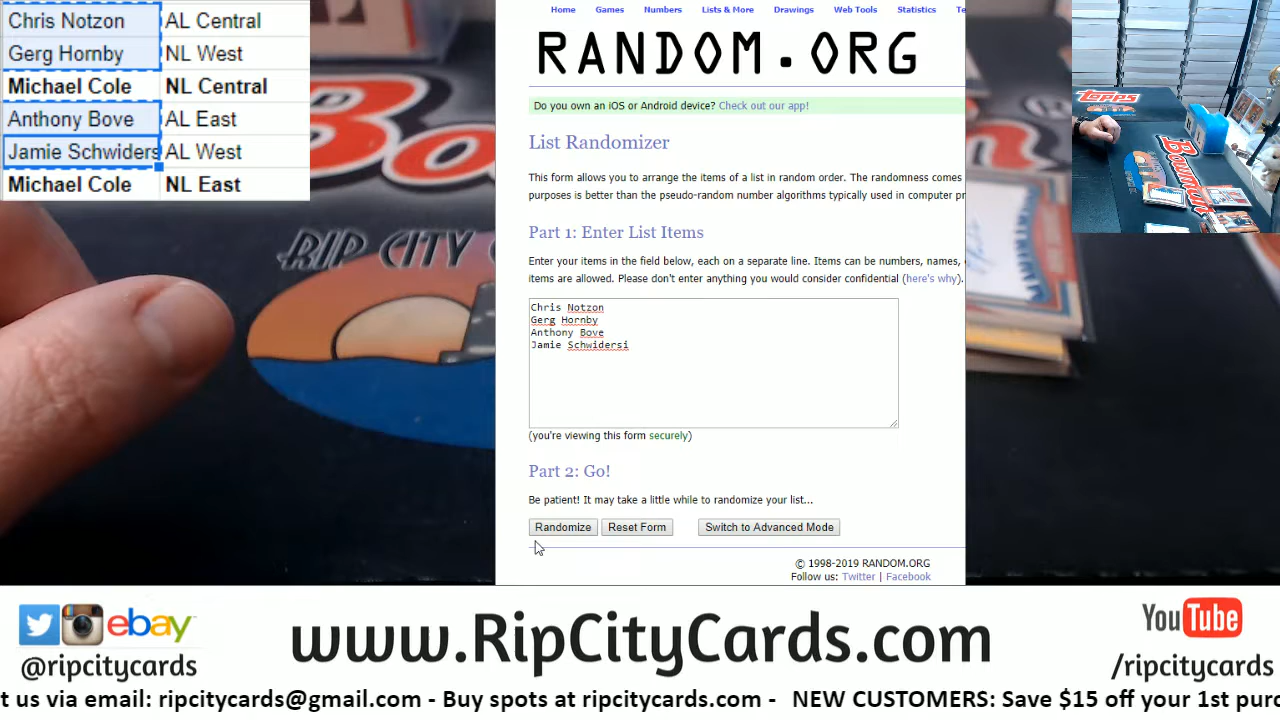 Chris Notzon AL Central
Gerg Hornby NL West
Michael Cole NL Central
Anthony Bove AL East
Jamie Schwiders AL West
Michael Cole NL East
Home Games Numbers Lists & More Drawings Web Tools Statistics Te
RANDOM.ORG
Do you own an iOS or Android device? Check out our app!
List Randomizer
This form allows you to arrange the items of a list in random order. The randomness comes
purposes is better than the pseudo-random number algorithms typically used in computer pr
Part 1: Enter List Items
Enter your items in the field below, each on a separate line. Items can be numbers, names,
items are allowed. Please don't enter anything you would consider confidential (here's why).
Chris Notzon
Gerg Hornby
Anthony Bove
Jamie Schwidersi
(you're viewing this form securely)
Part 2: Go!
Be patient! It may take a little while to randomize your list...
Randomize Reset Form Switch to Advanced Mode
© 1998-2019 RANDOM.ORG
Follow us: Twitter | Facebook
Bo
RIP CITY
topps
Bowman
ebay
@ripcitycards
www.RipCityCards.com
YouTube
/ripcitycards
t us via email: ripcitycards@gmail.com - Buy spots at ripcitycards.com - NEW CUSTOMERS: Save $15 off your 1st purc